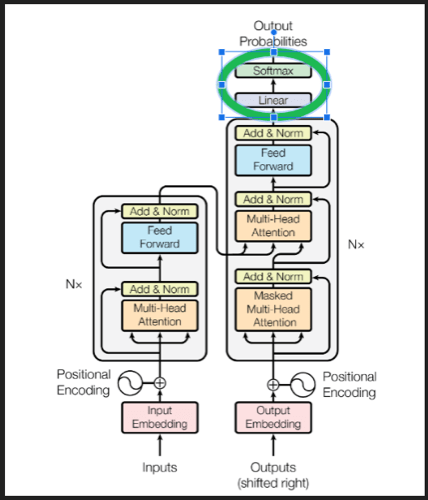 Output
Probabilities
Softmax
Linear
Add & Norm
Feed
Forward
Add & Norm
Multi-Head
Attention
Nx
Add & Norm
Masked
Multi-Head
Attention
Add & Norm
Feed
Forward
Nx
Add & Norm
Multi-Head
Attention
Positional
Encoding
Positional
Encoding
Input
Embedding
Output
Embedding
Inputs
Outputs
(shifted right)